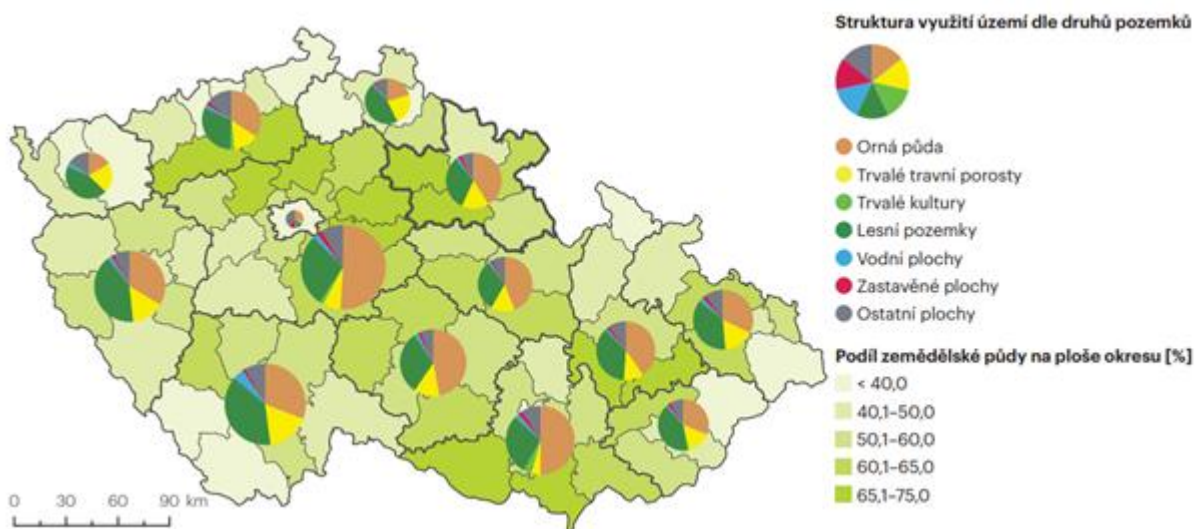 Struktura využití území dle druhů pozemků
Orná půda
Trvalé travní porosty
Trvalé kultury
Lesní pozemky
Vodní plochy
Zastavěné plochy
Ostatní plochy
Podíl zemědělské půdy na ploše okresu [%]
< 40,0
40,1–50,0
50,1–60,0
60,1–65,0
65,1–75,0
0 30 60 90 km